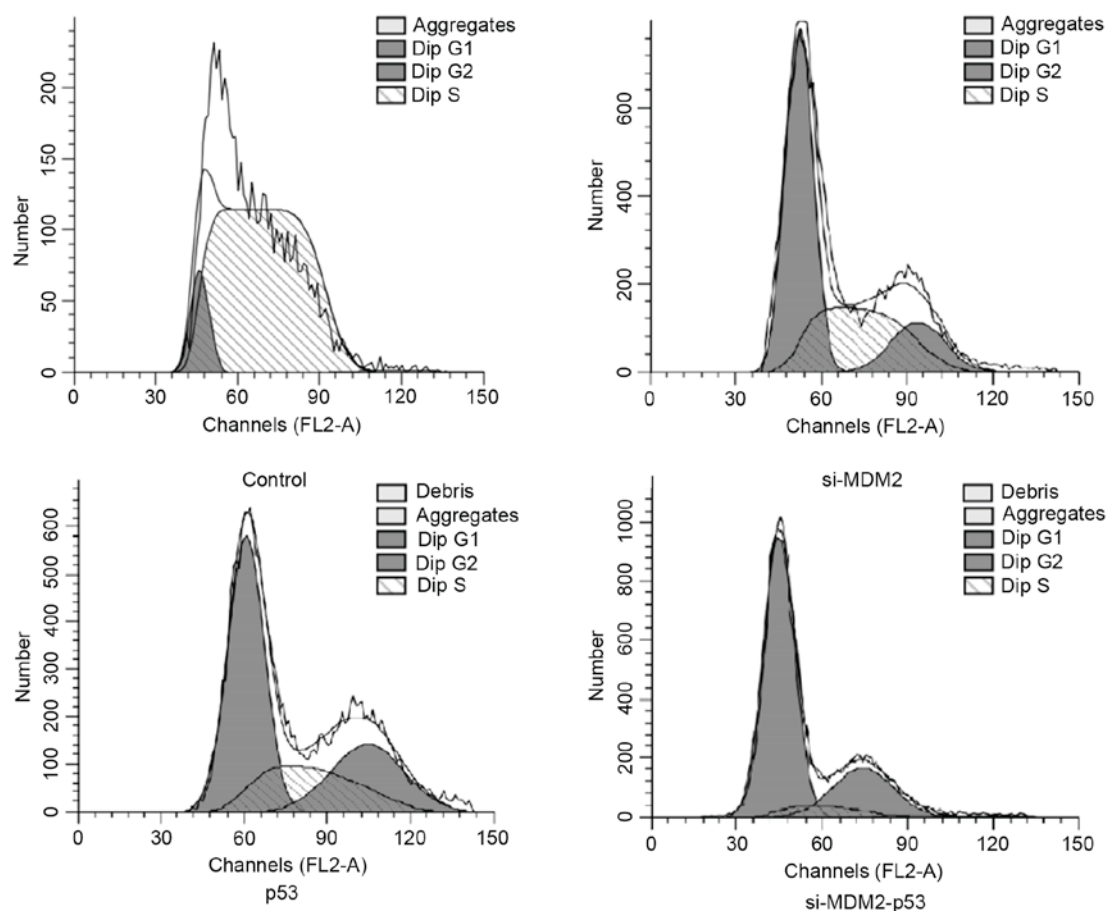 Aggregates
Dip G1
Dip G2
Dip S
Number
0
50
100
150
200
0 30 60 90 120 150
Channels (FL2-A)
Control
Aggregates
Dip G1
Dip G2
Dip S
Number
0
200
400
600
0 30 60 90 120 150
Channels (FL2-A)
si-MDM2
Debris
Aggregates
Dip G1
Dip G2
Dip S
Number
0
100
200
300
400
500
600
0 30 60 90 120 150
Channels (FL2-A)
p53
Debris
Aggregates
Dip G1
Dip G2
Dip S
Number
0
200
400
600
800
1000
0 30 60 90 120 150
Channels (FL2-A)
si-MDM2-p53